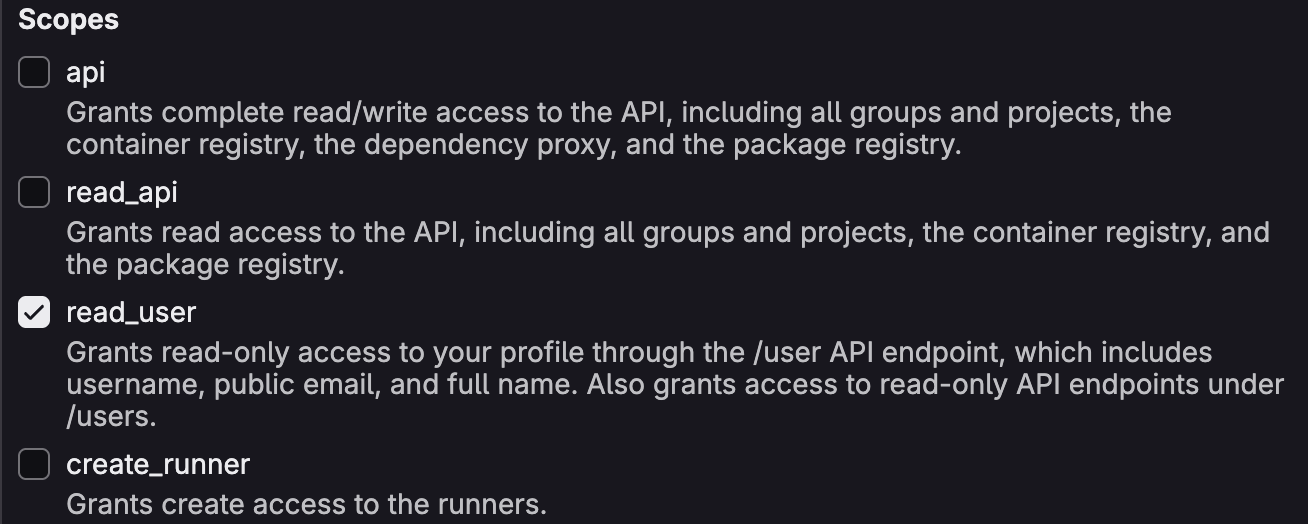 Scopes
api
Grants complete read/write access to the API, including all groups and projects, the
container registry, the dependency proxy, and the package registry.
read_api
Grants read access to the API, including all groups and projects, the container registry, and
the package registry.
read_user
Grants read-only access to your profile through the /user API endpoint, which includes
username, public email, and full name. Also grants access to read-only API endpoints under
/users.
create_runner
Grants create access to the runners.